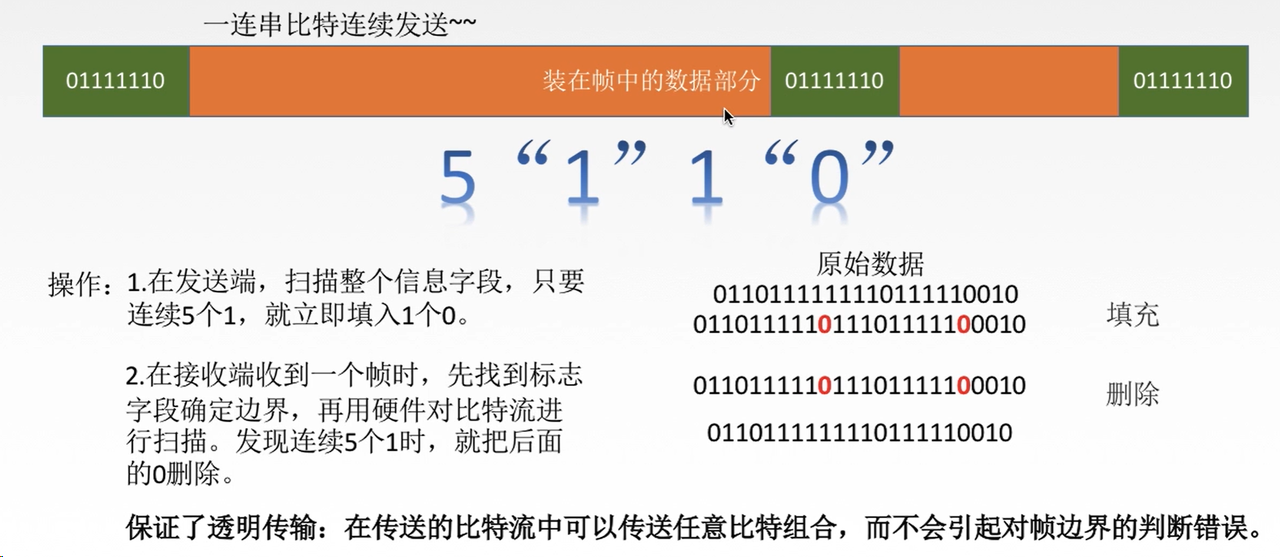 一连串比特连续发送~~
01111110 装在帧中的数据部分 01111110 01111110
5“1”1“0”
操作：1.在发送端，扫描整个信息字段，只要
连续5个1，就立即填入1个0。
2.在接收端收到一个帧时，先找到标志
字段确定边界，再用硬件对比特流进
行扫描。发现连续5个1时，就把后面
的0删除。
原始数据
0110111111110111110010
011011111011101111100010
填充
011011111011101111100010
删除
0110111111110111110010
保证了透明传输：在传送的比特流中可以传送任意比特组合，而不会引起对帧边界的判断错误。